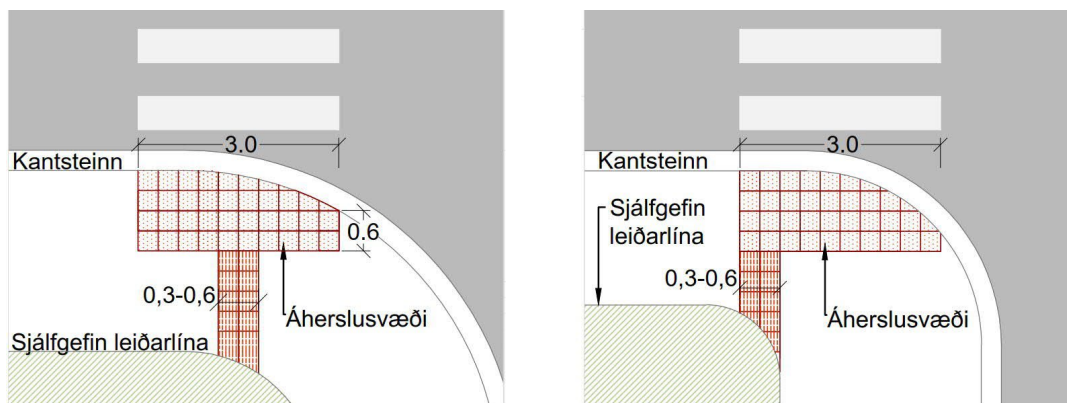 3.0
Kantsteinn
0.6
0,3-0,6
Áherslusvæði
Sjálfgefin leiðarlína
3.0
Kantsteinn
Sjálfgefin
leiðarlína
0,3-0,6
Áherslusvæði